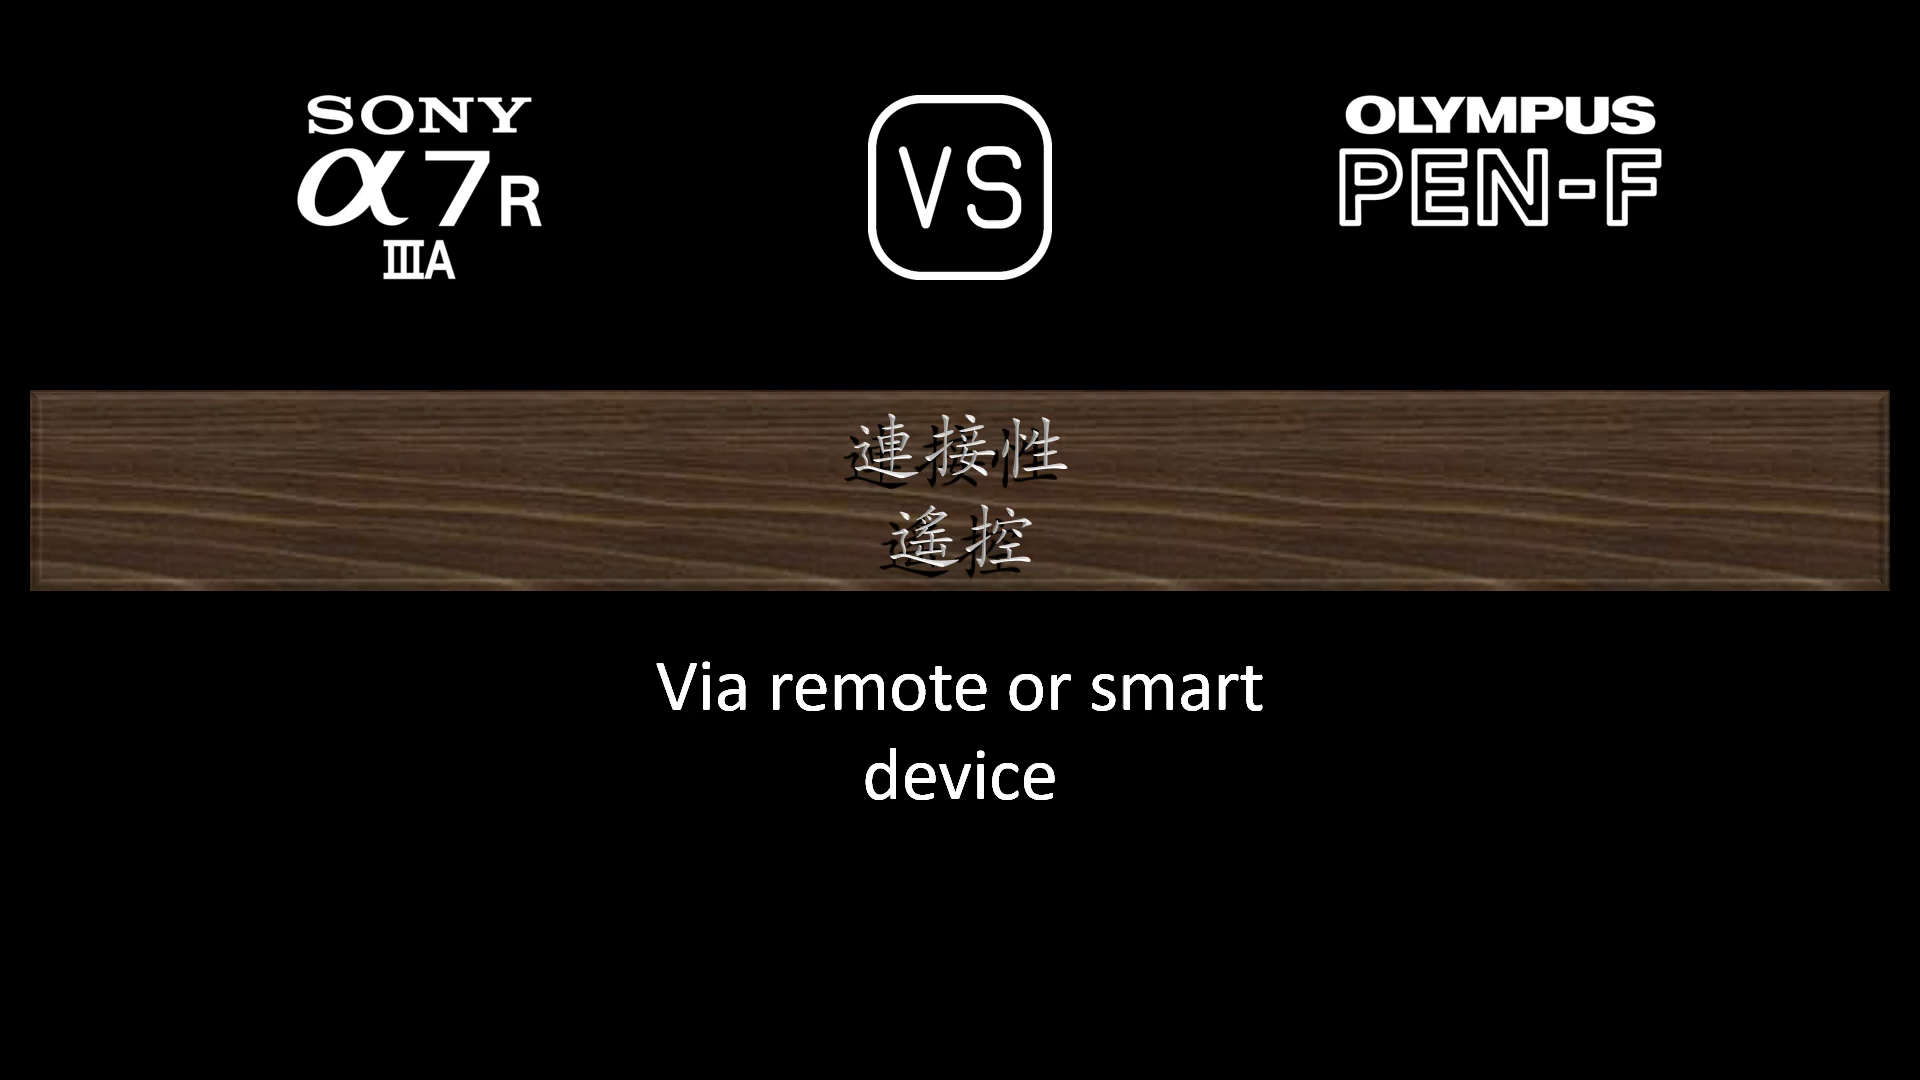 SONY
α7R
IIIA
VS
OLYMPUS
PEN-F
連接性
遙控
Via remote or smart
device